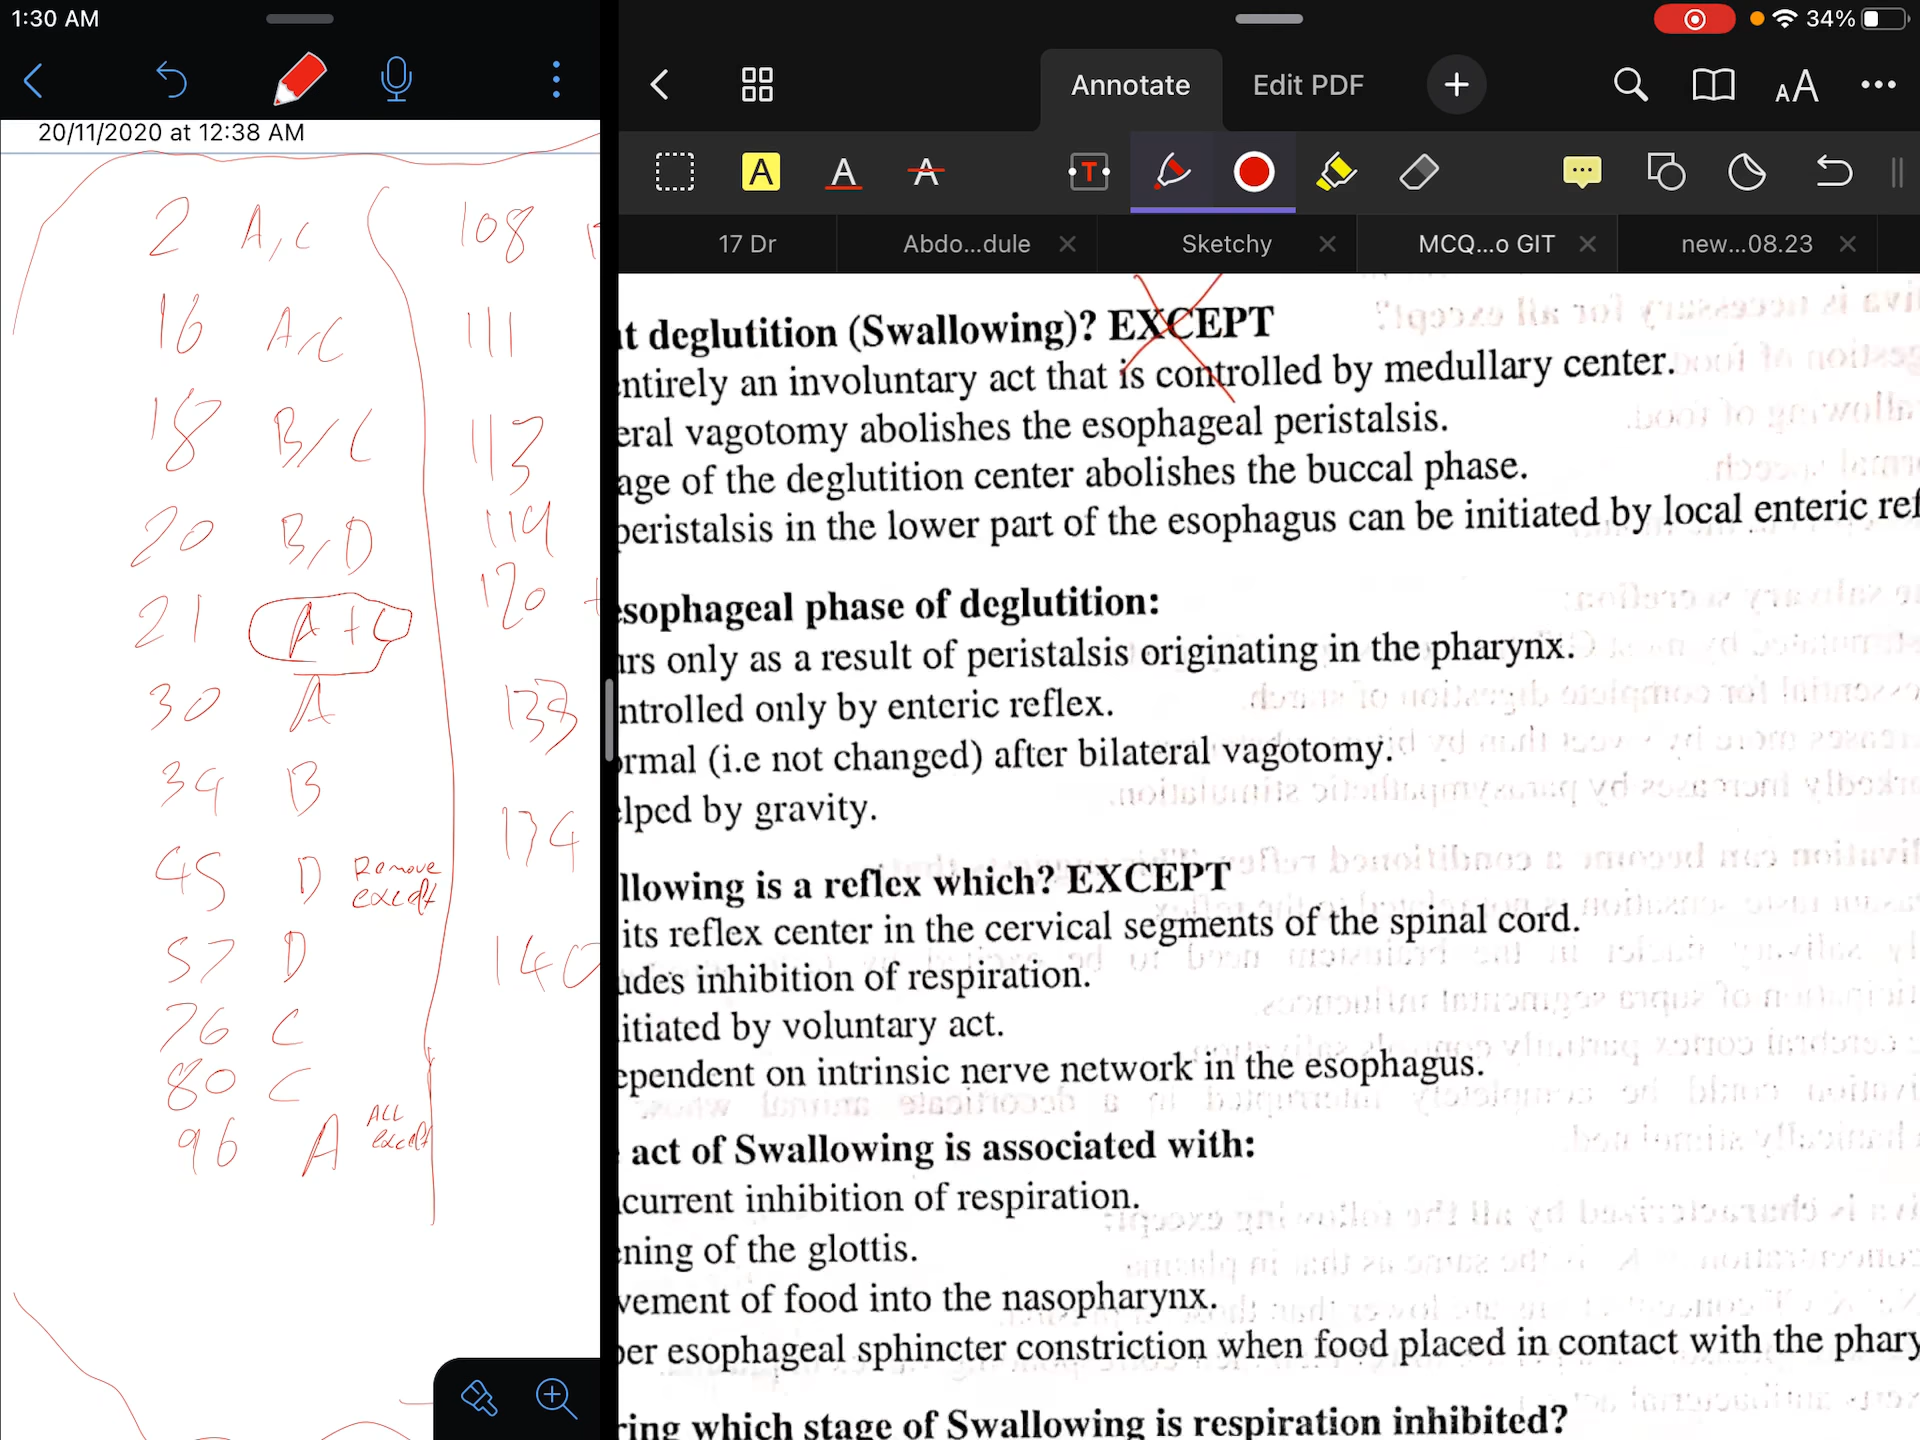 1:30 AM
20/11/2020 at 12:38 AM
2 A,C
16 A,C
18 B/C
20 B/D
21 A+C
30 A
34 B
45 D Remove except
57 D
76 C
80 C
96 A ALL except
108
111
113
114
120
133
134
140
34%
Annotate Edit PDF
17 Dr Abdo...dule Sketchy MCQ...o GIT new...08.23
t deglutition (Swallowing)? EXCEPT
entirely an involuntary act that is controlled by medullary center.
eral vagotomy abolishes the esophageal peristalsis.
age of the deglutition center abolishes the buccal phase.
peristalsis in the lower part of the esophagus can be initiated by local enteric ref
esophageal phase of deglutition:
urs only as a result of peristalsis originating in the pharynx.
ntrolled only by enteric reflex.
ormal (i.e not changed) after bilateral vagotomy.
elped by gravity.
llowing is a reflex which? EXCEPT
its reflex center in the cervical segments of the spinal cord.
udes inhibition of respiration.
itiated by voluntary act.
ependent on intrinsic nerve network in the esophagus.
act of Swallowing is associated with:
current inhibition of respiration.
ening of the glottis.
vement of food into the nasopharynx.
per esophageal sphincter constriction when food placed in contact with the phary
ring which stage of Swallowing is respiration inhibited?